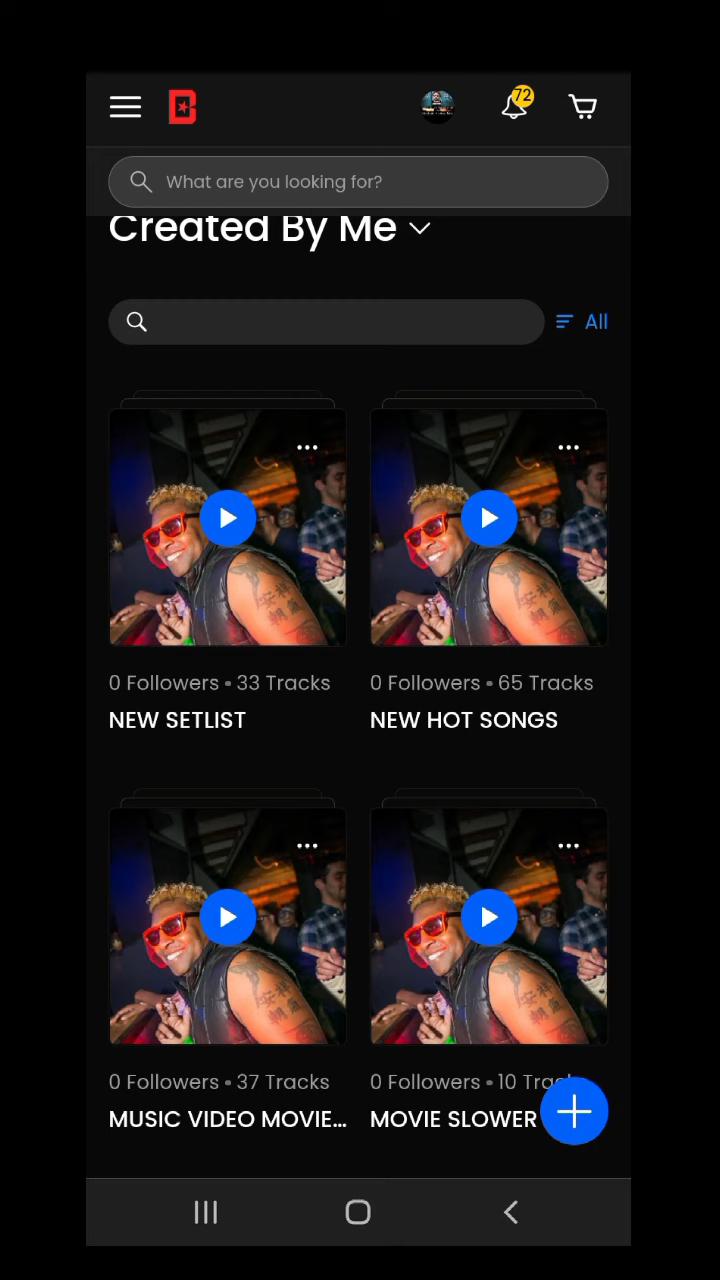 B
72
What are you looking for?
Created By Me
All
0 Followers • 33 Tracks
NEW SETLIST
0 Followers • 65 Tracks
NEW HOT SONGS
0 Followers • 37 Tracks
MUSIC VIDEO MOVIE...
0 Followers • 10 Trac
MOVIE SLOWER